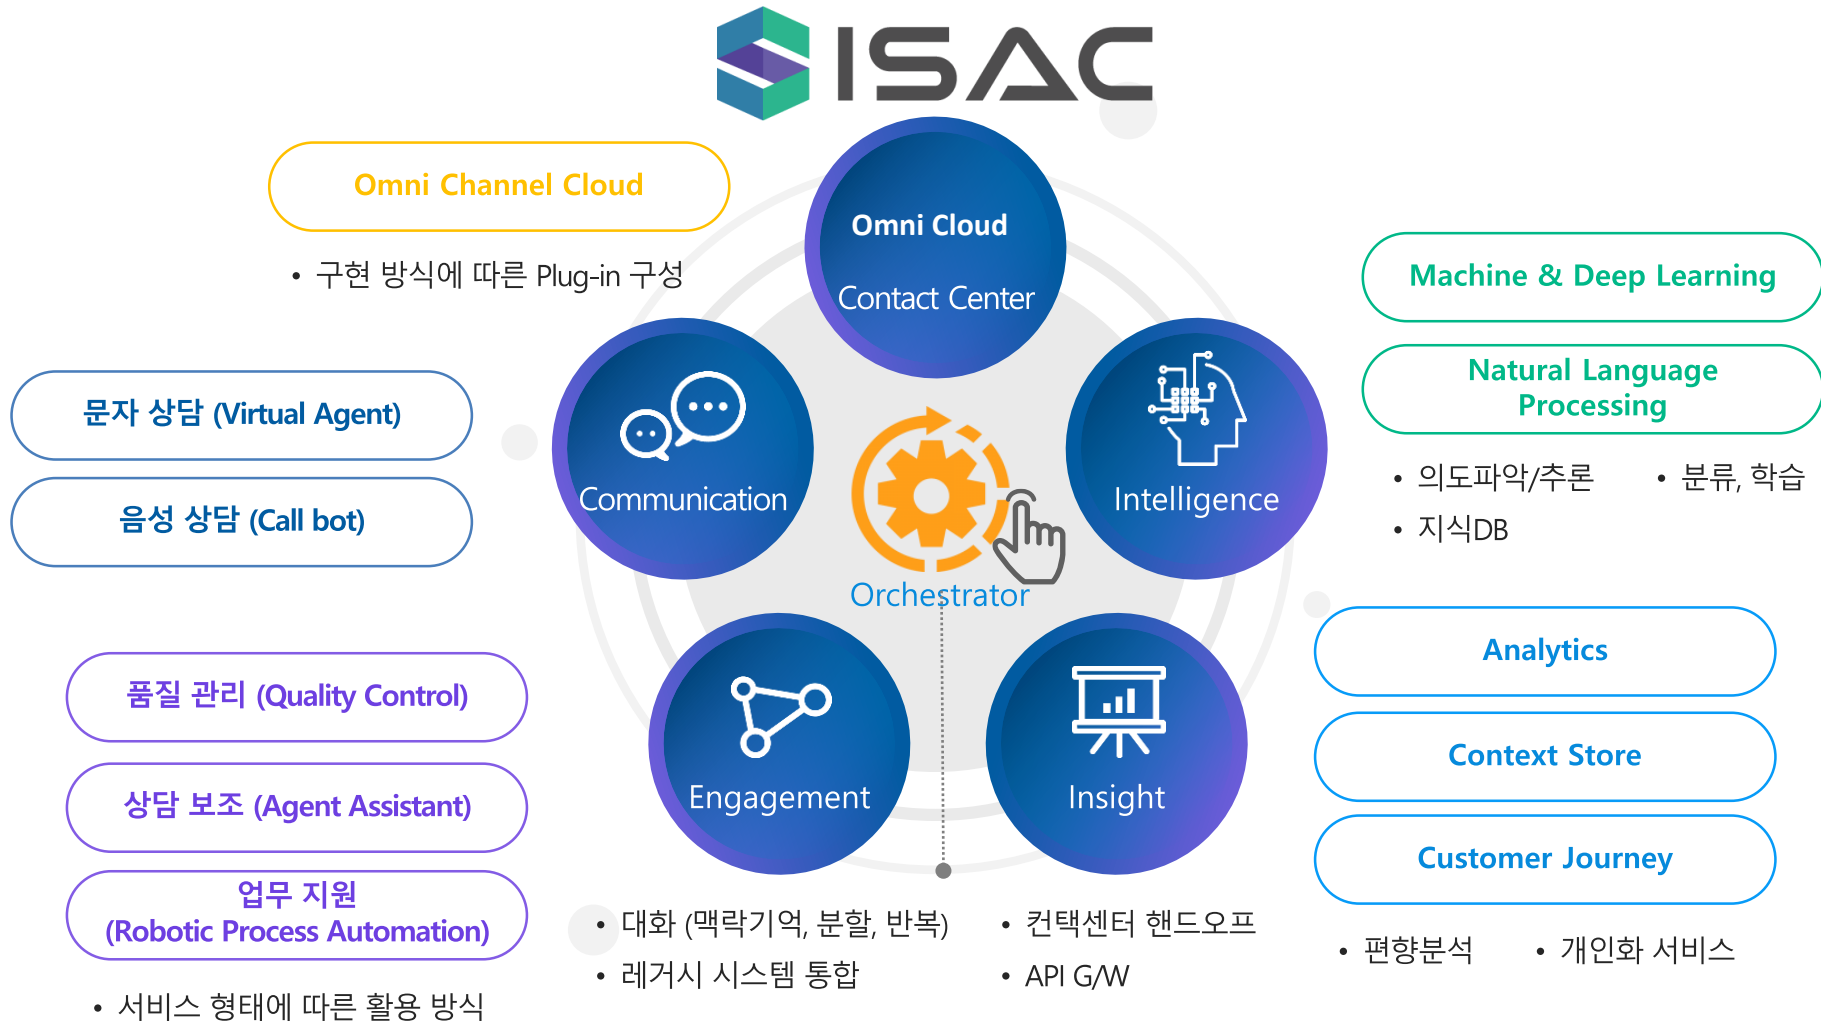 ISAC
Omni Channel Cloud
• 구현 방식에 따른 Plug-in 구성
Omni Cloud
Contact Center
Machine & Deep Learning
Natural Language
Processing
• 의도파악/추론
• 분류, 학습
• 지식DB
문자 상담 (Virtual Agent)
음성 상담 (Call bot)
Communication
Intelligence
Orchestrator
Engagement
Insight
품질 관리 (Quality Control)
상담 보조 (Agent Assistant)
업무 지원
(Robotic Process Automation)
• 서비스 형태에 따른 활용 방식
Analytics
Context Store
Customer Journey
• 편향분석
• 개인화 서비스
• 대화 (맥락기억, 분할, 반복)
• 컨택센터 핸드오프
• 레거시 시스템 통합
• API G/W